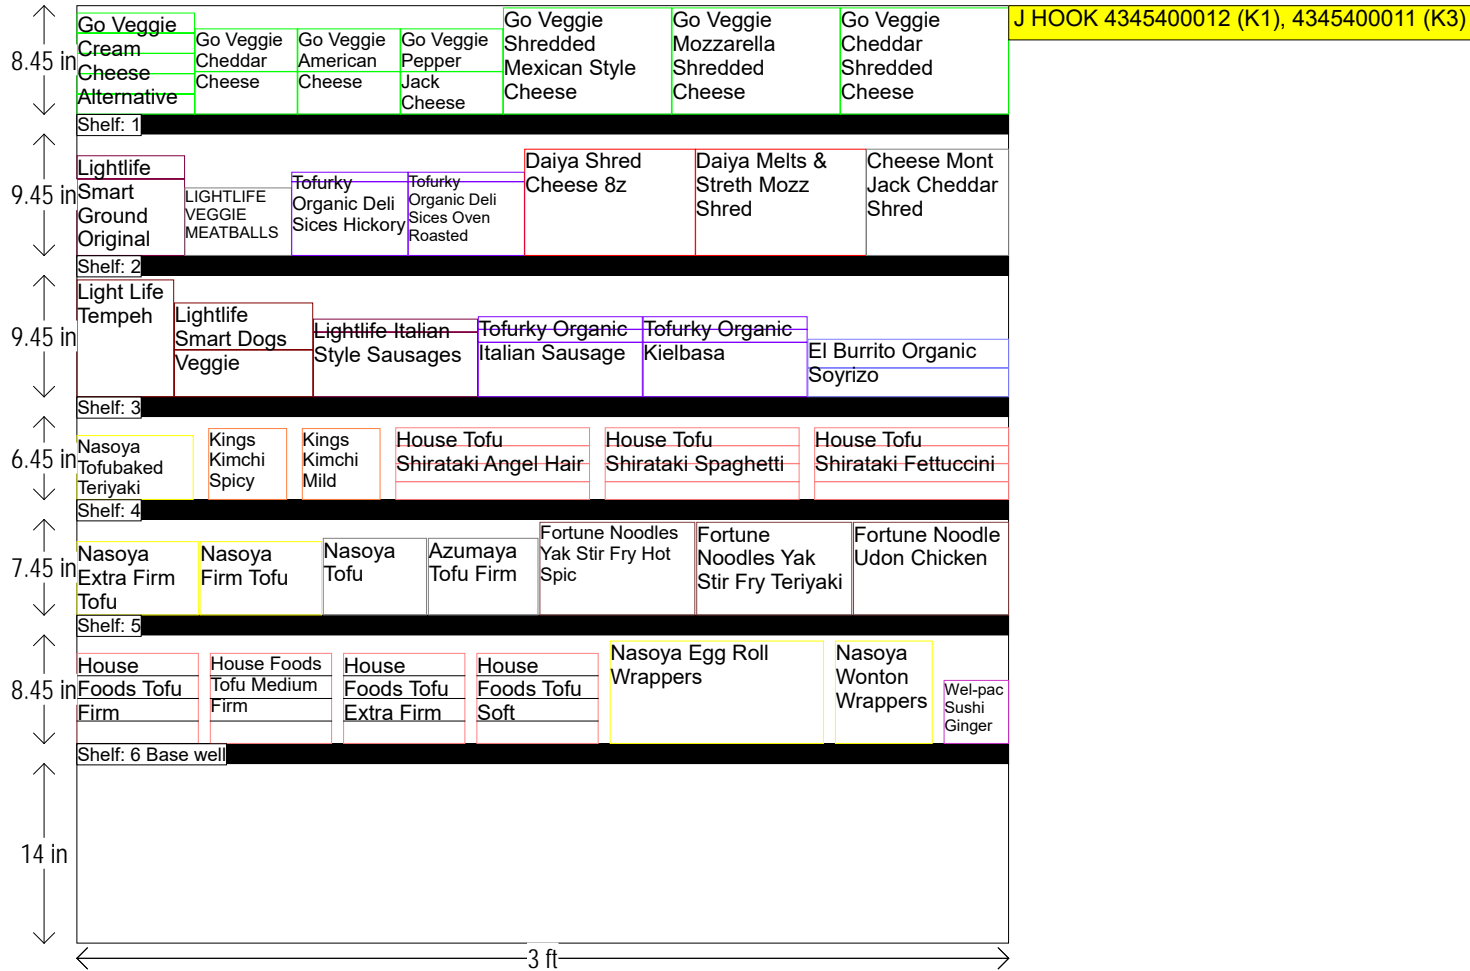 J HOOK 4345400012 (K1), 4345400011 (K3)
8.45 in
Go Veggie
Cream
Cheese
Alternative
Go Veggie
Cheddar
Cheese
Go Veggie
American
Cheese
Go Veggie
Pepper
Jack
Cheese
Go Veggie
Shredded
Mexican Style
Cheese
Go Veggie
Mozzarella
Shredded
Cheese
Go Veggie
Cheddar
Shredded
Cheese
Shelf: 1
9.45 in
Lightlife
Smart
Ground
Original
LIGHTLIFE
VEGGIE
MEATBALLS
Tofurky
Organic Deli
Sices Hickory
Tofurky
Organic Deli
Sices Oven
Roasted
Daiya Shred
Cheese 8z
Daiya Melts &
Streth Mozz
Shred
Cheese Mont
Jack Cheddar
Shred
Shelf: 2
9.45 in
Light Life
Tempeh
Lightlife
Smart Dogs
Veggie
Lightlife Italian
Style Sausages
Tofurky Organic
Italian Sausage
Tofurky Organic
Kielbasa
El Burrito Organic
Soyrizo
Shelf: 3
6.45 in
Nasoya
Tofubaked
Teriyaki
Kings
Kimchi
Spicy
Kings
Kimchi
Mild
House Tofu
Shirataki Angel Hair
House Tofu
Shirataki Spaghetti
House Tofu
Shirataki Fettuccini
Shelf: 4
7.45 in
Nasoya
Extra Firm
Tofu
Nasoya
Firm Tofu
Nasoya
Tofu
Azumaya
Tofu Firm
Fortune Noodles
Yak Stir Fry Hot
Spic
Fortune
Noodles Yak
Stir Fry Teriyaki
Fortune Noodle
Udon Chicken
Shelf: 5
8.45 in
House
Foods Tofu
Firm
House Foods
Tofu Medium
Firm
House
Foods Tofu
Extra Firm
House
Foods Tofu
Soft
Nasoya Egg Roll
Wrappers
Nasoya
Wonton
Wrappers
Wel-pac
Sushi
Ginger
Shelf: 6 Base well
14 in
3 ft